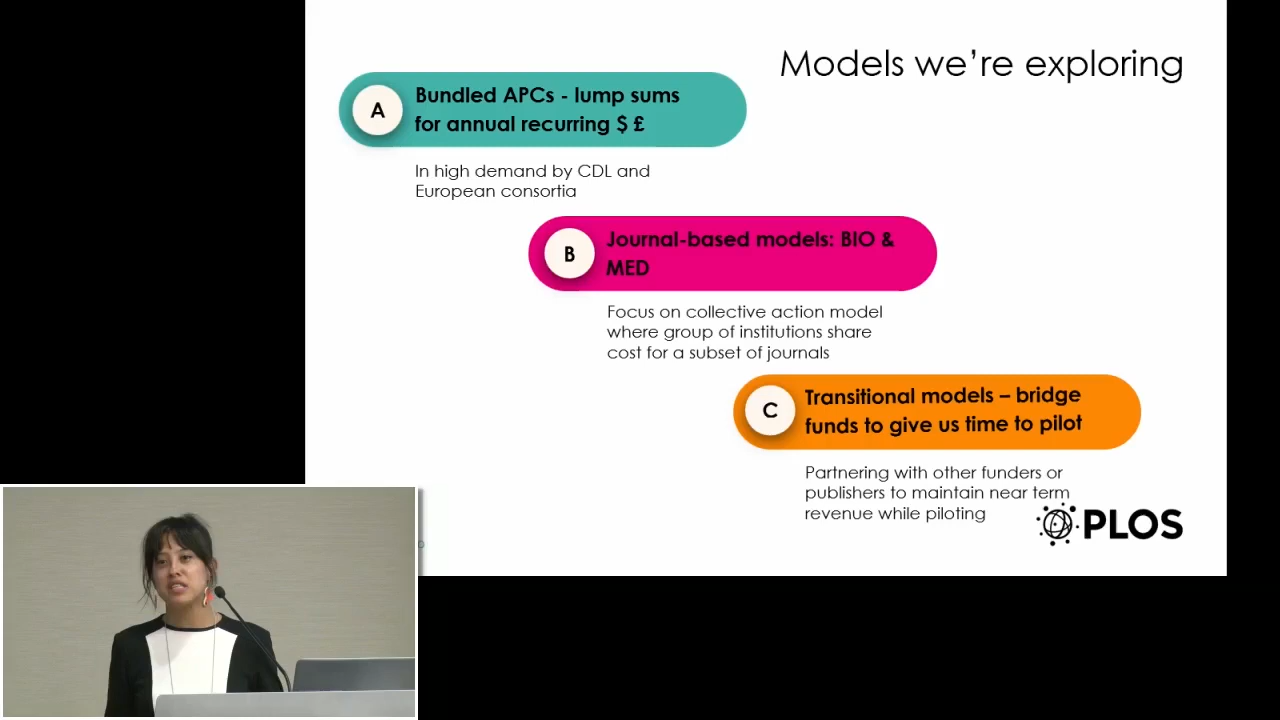 Models we're exploring
A
Bundled APCs - lump sums
for annual recurring $ £
In high demand by CDL and
European consortia
B
Journal-based models: BIO &
MED
Focus on collective action model
where group of institutions share
cost for a subset of journals
C
Transitional models – bridge
funds to give us time to pilot
Partnering with other funders or
publishers to maintain near term
revenue while piloting
PLOS